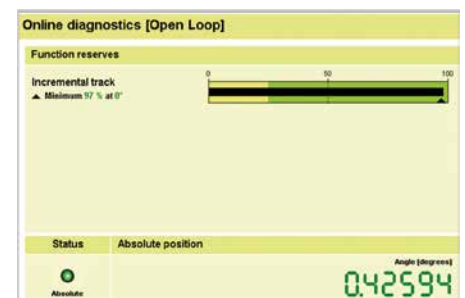 Online diagnostics [Open Loop]
Function reserves
Incremental track
▲ Minimum 97 % at 0°
0 50 100
Status Absolute position
Angle [degrees]
0.42594
Absolute